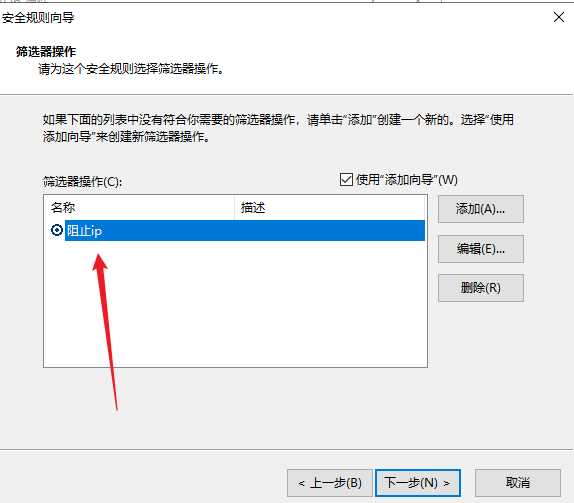 安全规则向导
筛选器操作
请为这个安全规则选择筛选器操作。
如果下面的列表中没有符合你需要的筛选器操作，请单击“添加”创建一个新的。选择“使用
添加向导”来创建新筛选器操作。
筛选器操作(C):
使用“添加向导”(W)
名称 描述
添加(A)...
阻止ip
编辑(E)...
删除(R)
< 上一步(B) 下一步(N) > 取消